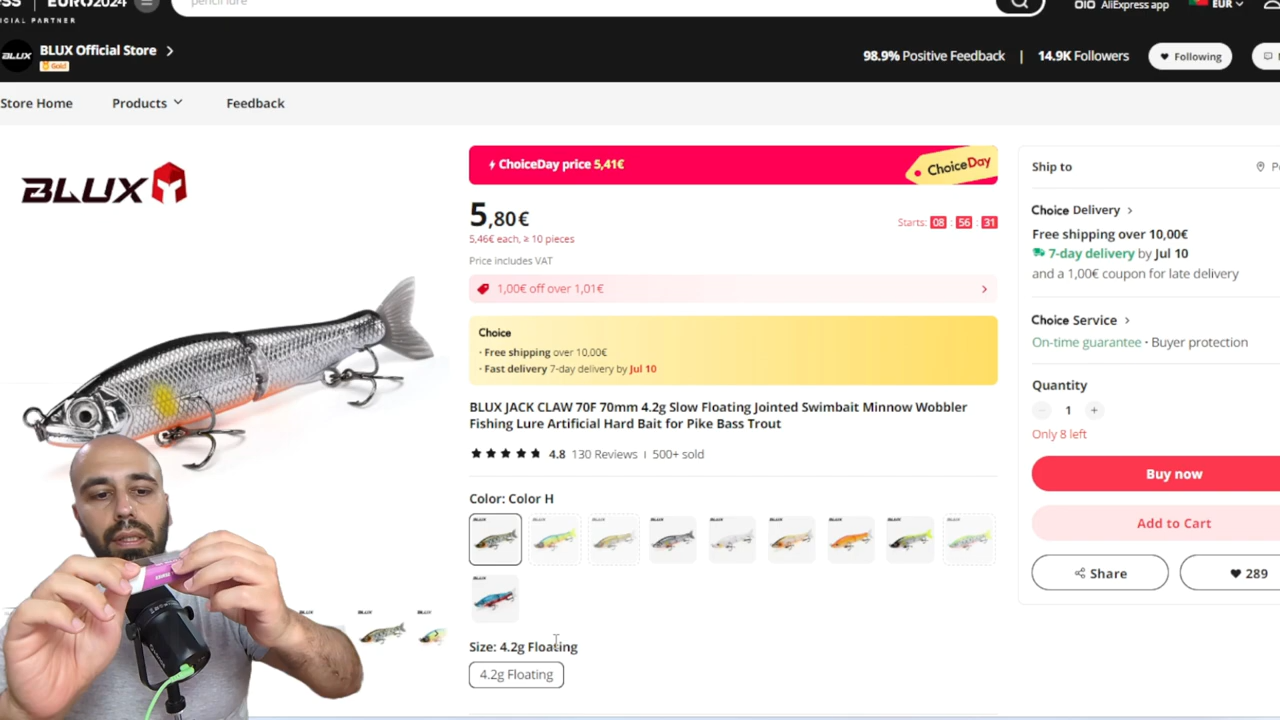 EURO2024
OFFICIAL PARTNER
pencil lure
AliExpress app
EUR
BLUX
BLUX Official Store
Gold
98.9% Positive Feedback | 14.9K Followers
Following
Store Home
Products
Feedback
BLUX
ChoiceDay price 5,41€
ChoiceDay
5,80€
Starts: 08 : 56 : 31
5,46€ each, ≥ 10 pieces
Price includes VAT
1,00€ off over 1,01€
Choice
· Free shipping over 10,00€
· Fast delivery 7-day delivery by Jul 10
BLUX JACK CLAW 70F 70mm 4.2g Slow Floating Jointed Swimbait Minnow Wobbler
Fishing Lure Artificial Hard Bait for Pike Bass Trout
4.8 130 Reviews | 500+ sold
Color: Color H
Size: 4.2g Floating
4.2g Floating
Ship to
Choice Delivery
Free shipping over 10,00€
7-day delivery by Jul 10
and a 1,00€ coupon for late delivery
Choice Service
On-time guarantee · Buyer protection
Quantity
1
Only 8 left
Buy now
Add to Cart
Share
289